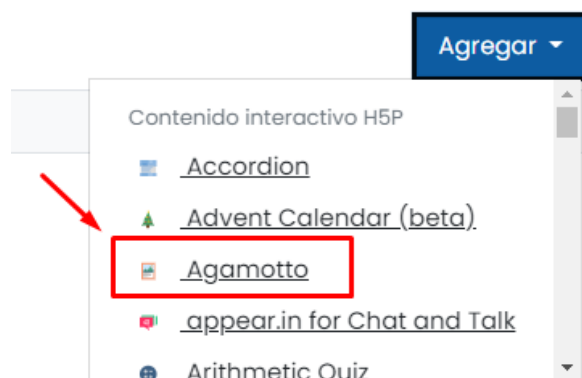 Agregar
Contenido interactivo H5P
Accordion
Advent Calendar (beta)
Agamotto
appear.in for Chat and Talk
Arithmetic Quiz